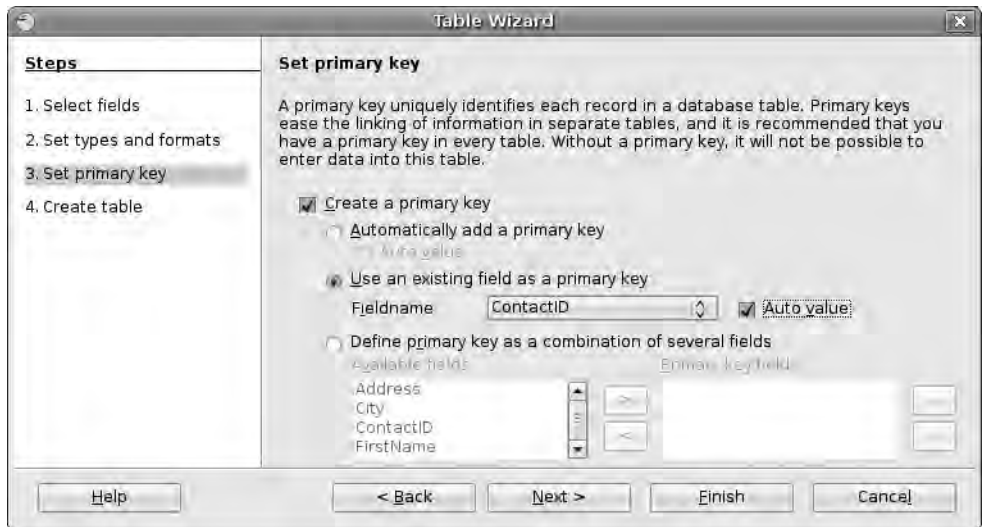 Table Wizard
Steps
1. Select fields
2. Set types and formats
3. Set primary key
4. Create table
Set primary key
A primary key uniquely identifies each record in a database table. Primary keys
ease the linking of information in separate tables, and it is recommended that you
have a primary key in every table. Without a primary key, it will not be possible to
enter data into this table.
Create a primary key
Automatically add a primary key
Auto value
Use an existing field as a primary key
Fieldname ContactID Auto value
Define primary key as a combination of several fields
Available fields
Address
City
ContactID
FirstName
Primary key
Help
< Back
Next >
Finish
Cancel